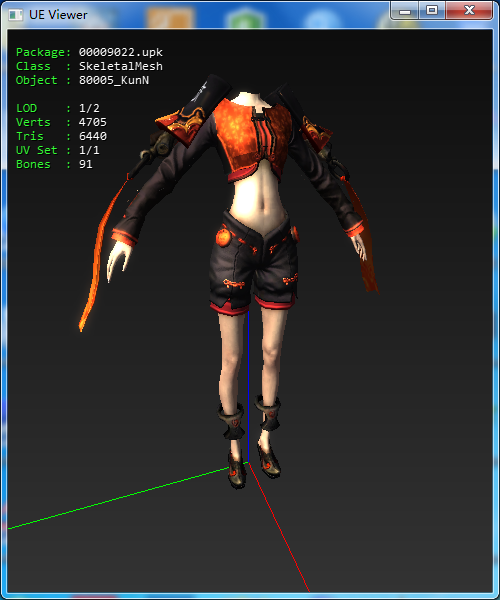 UE Viewer
Package: 00009022.upk
Class  : SkeletalMesh
Object : 80005_KunN
LOD    : 1/2
Verts  : 4705
Tris   : 6440
UV Set : 1/1
Bones  : 91